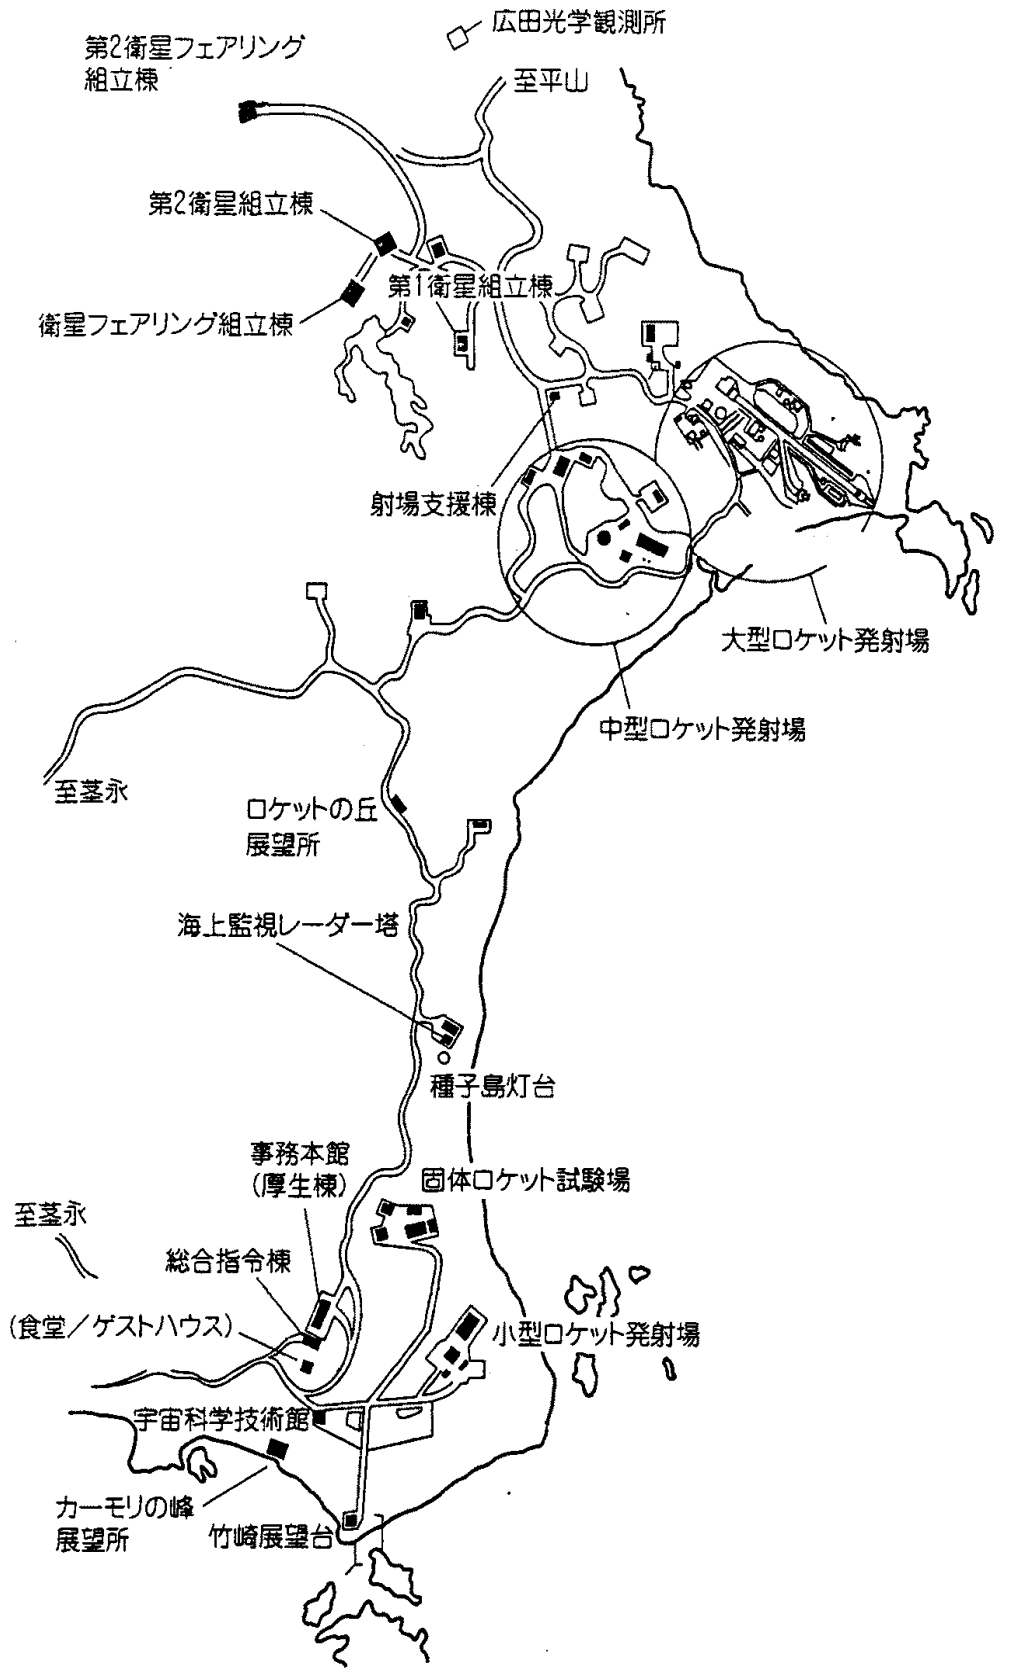 広田光学観測所
第2衛星フェアリング
組立棟
至平山
第2衛星組立棟
第1衛星組立棟
衛星フェアリング組立棟
射場支援棟
大型ロケット発射場
中型ロケット発射場
至茎永
ロケットの丘
展望所
海上監視レーダー塔
種子島灯台
事務本館
(厚生棟)
固体ロケット試験場
至茎永
総合指令棟
(食堂/ゲストハウス)
小型ロケット発射場
宇宙科学技術館
カーモリの峰
展望所
竹崎展望台